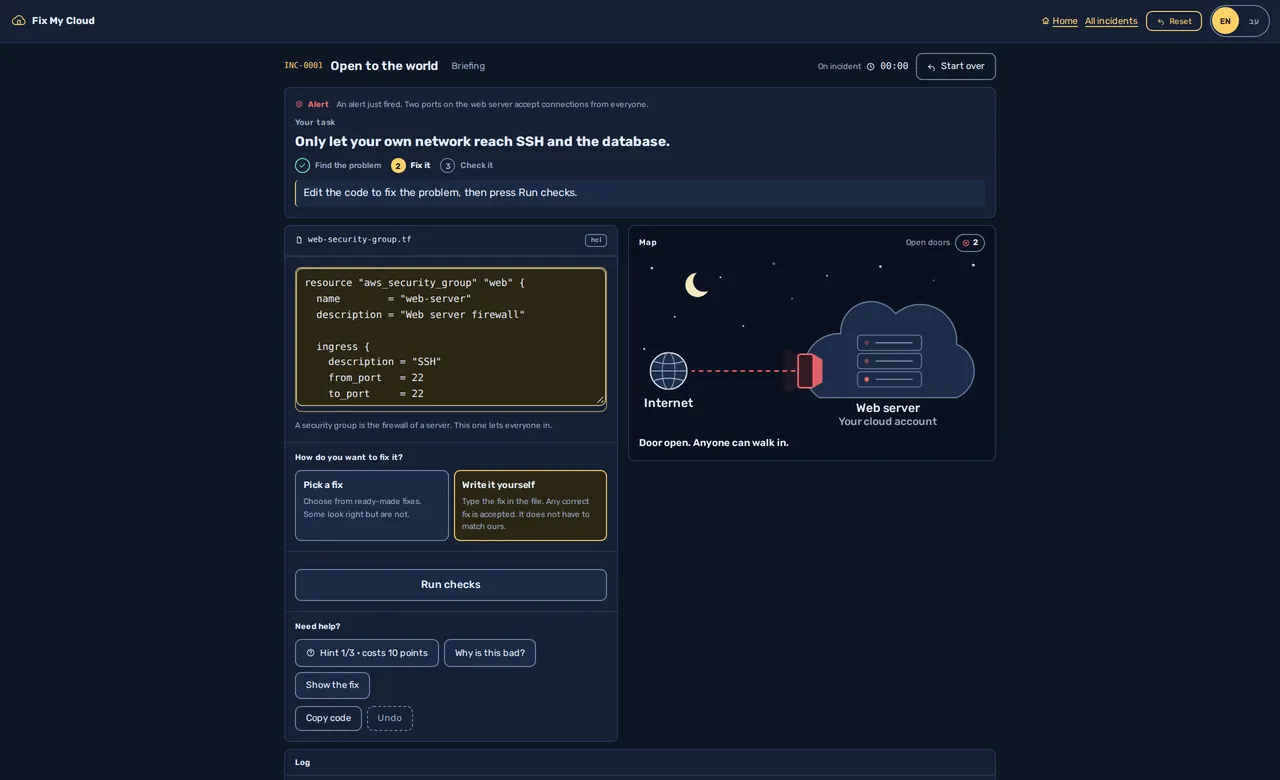 Fix My Cloud
Home All incidents Reset EN עב
INC-0001 Open to the world Briefing
On incident 00:00 Start over
Alert An alert just fired. Two ports on the web server accept connections from everyone.
Your task
Only let your own network reach SSH and the database.
Find the problem 2 Fix it 3 Check it
Edit the code to fix the problem, then press Run checks.
web-security-group.tf hcl
resource "aws_security_group" "web" {
name = "web-server"
description = "Web server firewall"
ingress {
description = "SSH"
from_port = 22
to_port = 22
A security group is the firewall of a server. This one lets everyone in.
How do you want to fix it?
Pick a fix
Choose from ready-made fixes.
Some look right but are not.
Write it yourself
Type the fix in the file. Any correct
fix is accepted. It does not have to
match ours.
Run checks
Need help?
Hint 1/3 · costs 10 points Why is this bad?
Show the fix
Copy code Undo
Map Open doors 2
Internet
Web server
Your cloud account
Door open. Anyone can walk in.
Log